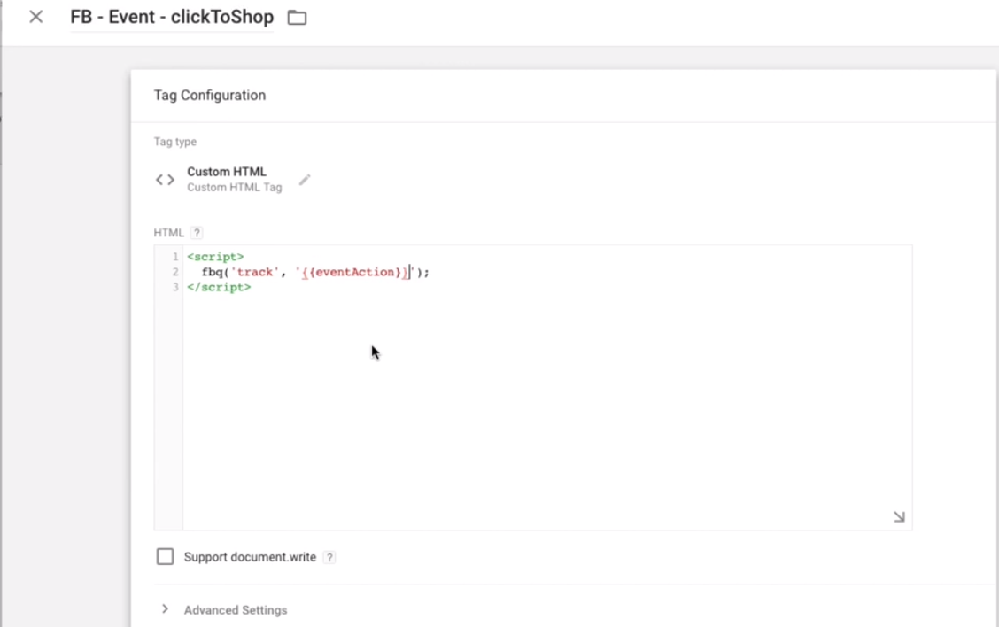 FB - Event - clickToShop
Tag Configuration
Tag type
Custom HTML
Custom HTML Tag
HTML ?
1 <script>
2 fbq('track', '{{eventAction}}');
3 </script>
Support document.write ?
Advanced Settings